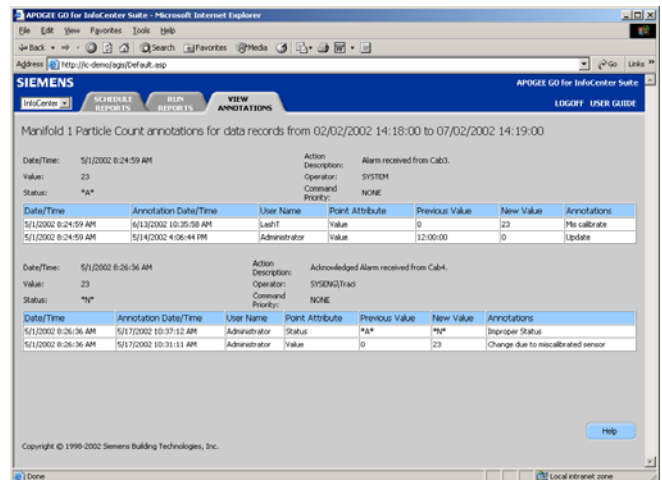 APOGEE GO for InfoCenter Suite - Microsoft Internet Explorer
File Edit View Favorites Tools Help
Back Search Favorites Media
Address http://ic-demo/agis/Default.asp Go Links »
SIEMENS APOGEE GO for InfoCenter Suite
InfoCenter SCHEDULE REPORTS RUN REPORTS VIEW ANNOTATIONS LOGOFF USER GUIDE
Manifold 1 Particle Count annotations for data records from 02/02/2002 14:18:00 to 07/02/2002 14:19:00
Date/Time: 5/1/2002 8:24:59 AM Action Description: Alarm received from Cab3.
Value: 23 Operator: SYSTEM
Status: *A* Command Priority: NONE
Date/Time Annotation Date/Time User Name Point Attribute Previous Value New Value Annotations
5/1/2002 8:24:59 AM 6/13/2002 10:35:58 AM LashT Value 0 23 Mis calibrate
5/1/2002 8:24:59 AM 5/14/2002 4:06:44 PM Administrator Value 12:00:00 0 Update
Date/Time: 5/1/2002 8:26:36 AM Action Description: Acknowledged Alarm received from Cab4.
Value: 23 Operator: SYSENG\Traci
Status: *N* Command Priority: NONE
Date/Time Annotation Date/Time User Name Point Attribute Previous Value New Value Annotations
5/1/2002 8:26:36 AM 5/17/2002 10:37:12 AM Administrator Status *A* *N* Improper Status
5/1/2002 8:26:36 AM 5/17/2002 10:31:11 AM Administrator Value 0 23 Change due to miscalibrated sensor
Help
Copyright © 1998-2002 Siemens Building Technologies, Inc.
Done Local intranet zone